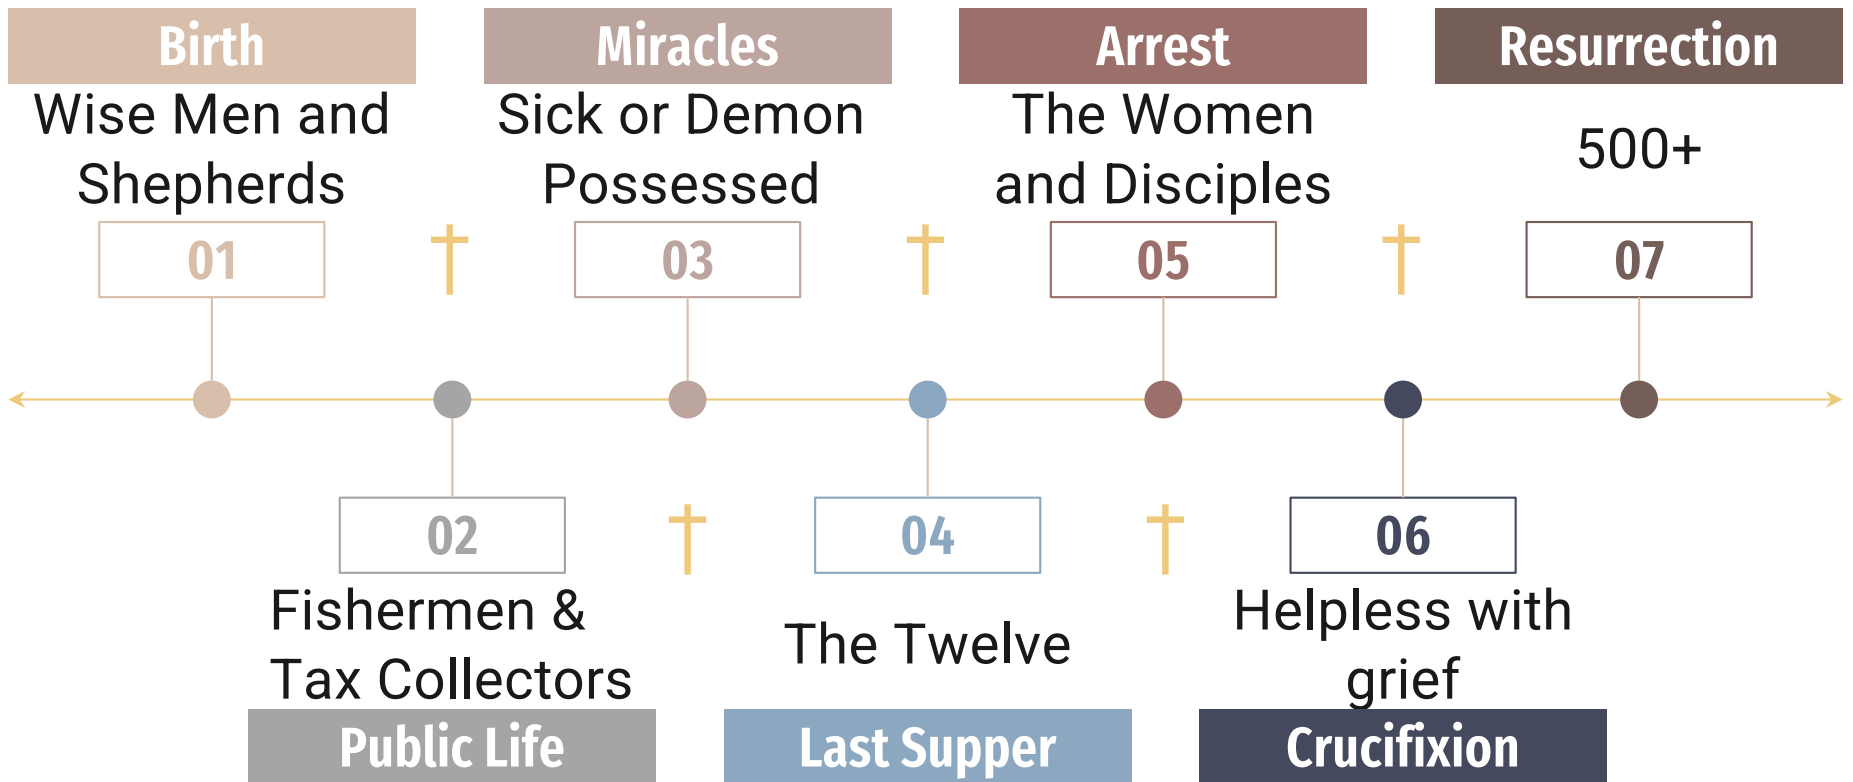 Birth
Wise Men and
Shepherds
01
Fishermen &
Tax Collectors
02
Public Life
Miracles
Sick or Demon
Possessed
03
04
The Twelve
Last Supper
Arrest
The Women
and Disciples
05
06
Helpless with
grief
Crucifixion
Resurrection
500+
07